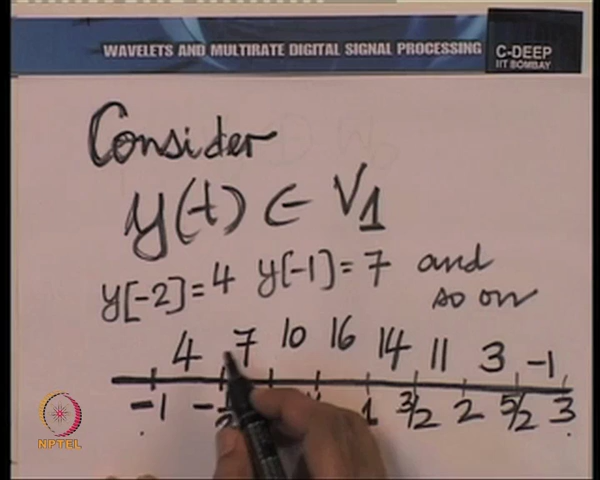 WAVELETS AND MULTIRATE DIGITAL SIGNAL PROCESSING
C-DEEP
IIT BOMBAY
Consider
y(t) ∈ V1
y[-2]=4 y[-1]=7 and
so on
4 7 10 16 14 11 3 -1
-1 1 3/2 2 5/2 3
NPTEL